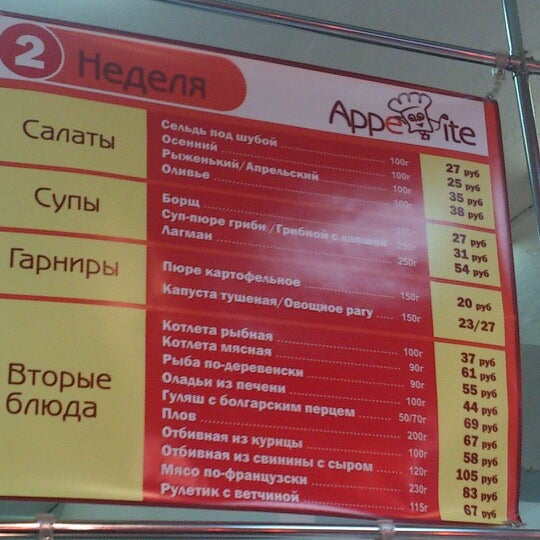 2 Неделя
Appetite
Салаты
Сельдь под шубой 100г 27 руб
Осенний 100г 25 руб
Рыженький/Апрельский 100г 35 руб
Оливье 100г 38 руб
Супы
Борщ 250г 27 руб
Суп-пюре грибн /Грибной с лапшой 250г 31 руб
Лагман 250г 54 руб
Гарниры
Пюре картофельное 150г 20 руб
Капуста тушеная/Овощное рагу 150г 23/27
Вторые
блюда
Котлета рыбная 100г 37 руб
Котлета мясная 90г 61 руб
Рыба по-деревенски 90г 55 руб
Оладьи из печени 100г 44 руб
Гуляш с болгарским перцем 50/70г 69 руб
Плов 200г 67 руб
Отбивная из курицы 100г 58 руб
Отбивная из свинины с сыром 120г 105 руб
Мясо по-французски 230г 83 руб
Рулетик с ветчиной 115г 67 руб